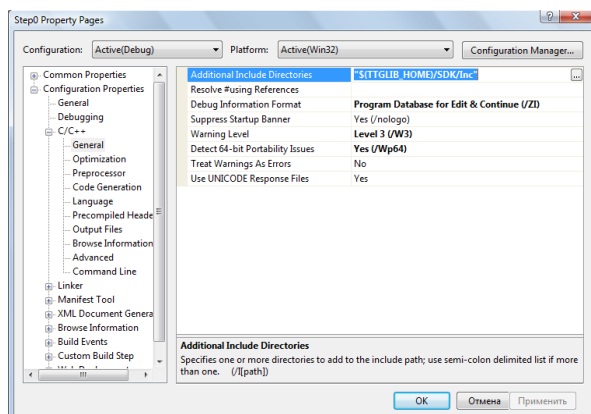 Step0 Property Pages
Configuration: Active(Debug) Platform: Active(Win32) Configuration Manager...
Common Properties
Configuration Properties
General
Debugging
C/C++
General
Optimization
Preprocessor
Code Generation
Language
Precompiled Heade
Output Files
Browse Information
Advanced
Command Line
Linker
Manifest Tool
XML Document Genera
Browse Information
Build Events
Custom Build Step
Additional Include Directories "$(TTGLIB_HOME)/SDK/Inc" ...
Resolve #using References
Debug Information Format Program Database for Edit & Continue (/ZI)
Suppress Startup Banner Yes (/nologo)
Warning Level Level 3 (/W3)
Detect 64-bit Portability Issues Yes (/Wp64)
Treat Warnings As Errors No
Use UNICODE Response Files Yes
Additional Include Directories
Specifies one or more directories to add to the include path; use semi-colon delimited list if more
than one. (/I[path])
OK Отмена Применить